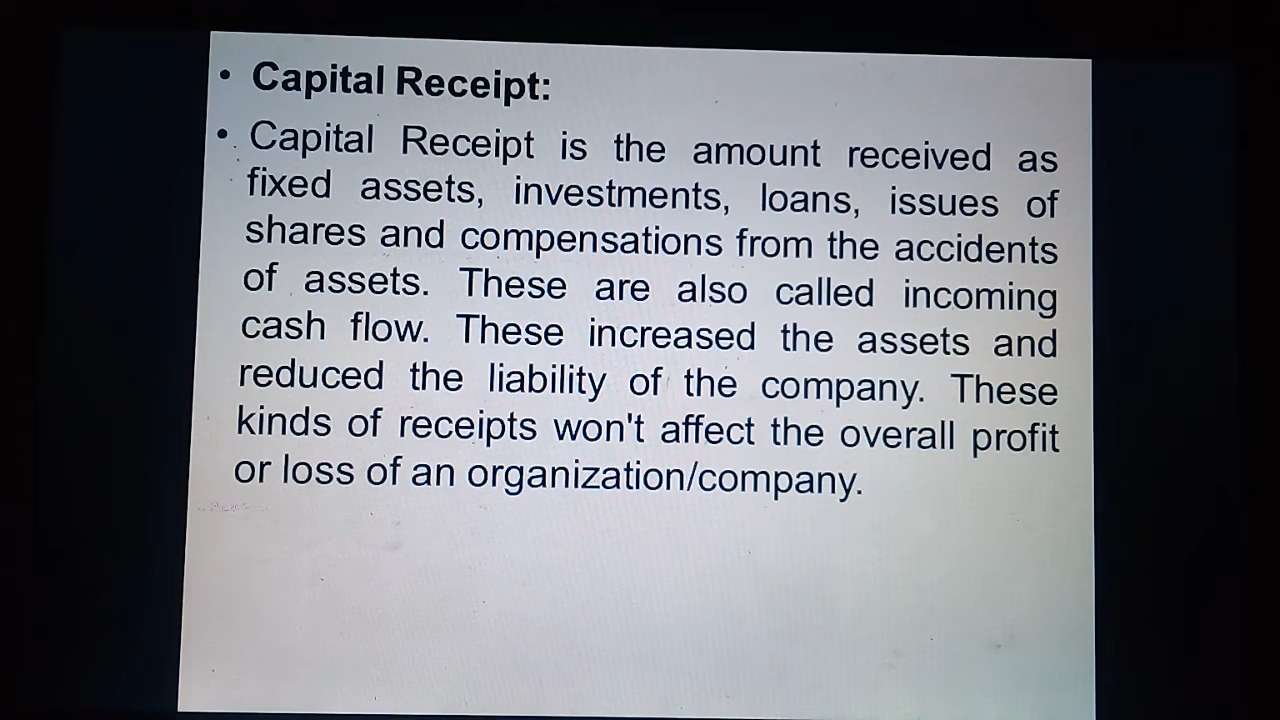 • Capital Receipt:
• Capital Receipt is the amount received as
fixed assets, investments, loans, issues of
shares and compensations from the accidents
of assets. These are also called incoming
cash flow. These increased the assets and
reduced the liability of the company. These
kinds of receipts won't affect the overall profit
or loss of an organization/company.